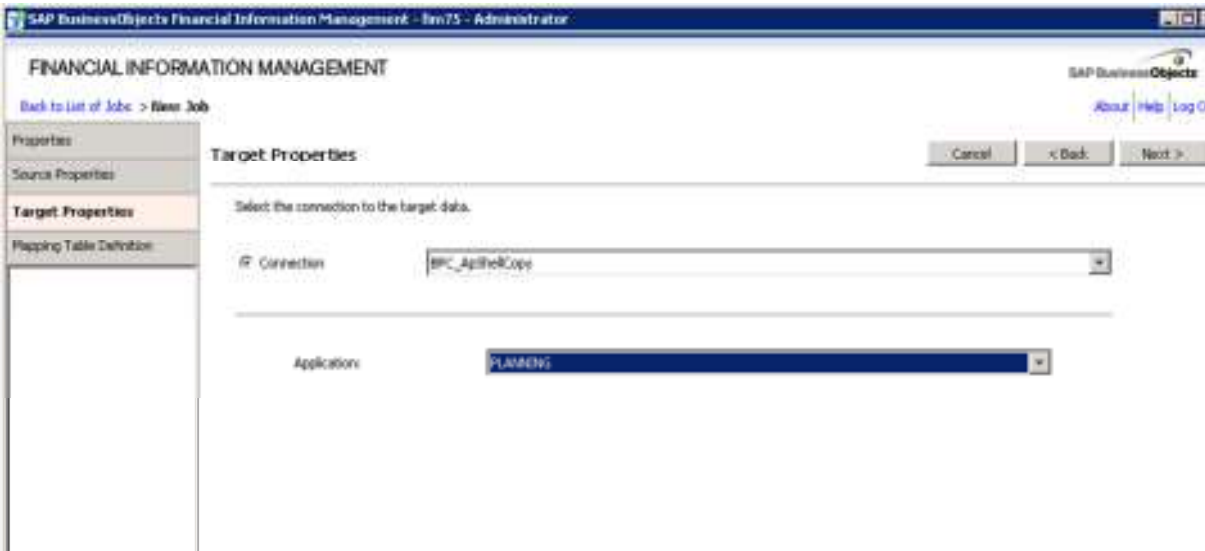 SAP BusinessObjects Financial Information Management - fim75 - Administrator
FINANCIAL INFORMATION MANAGEMENT
SAP BusinessObjects
Back to List of Jobs > New Job
About | Help | Log O
Properties
Source Properties
Target Properties
Mapping Table Definition
Target Properties
Cancel
< Back
Next >
Select the connection to the target data.
Connection
BPC_ApShellCopy
Application:
PLANNING